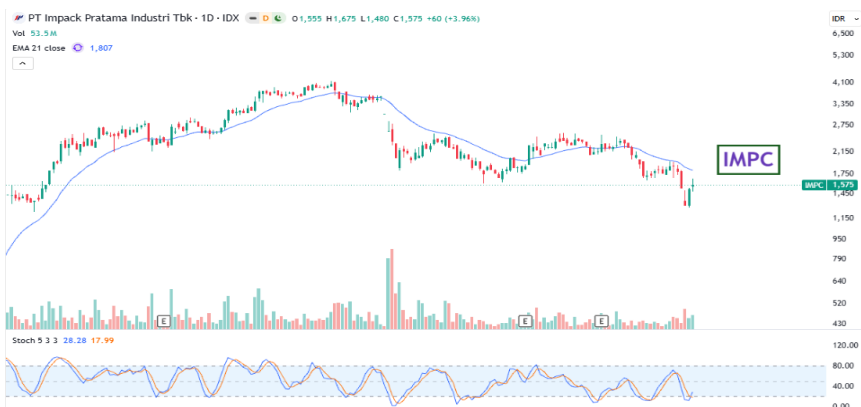 PT Impack Pratama Industri Tbk · 1D · IDX D O1,555 H1,675 L1,480 C1,575 +60 (+3.96%)
IDR
Vol 53.5M
EMA 21 close 1,807
6,500
5,300
4,100
3,350
2,750
2,150
1,750
IMPC
IMPC 1,575
1,450
1,150
950
790
640
520
430
E
E
E
Stoch 5 3 3 28.28 17.99
120.00
80.00
40.00
0.00